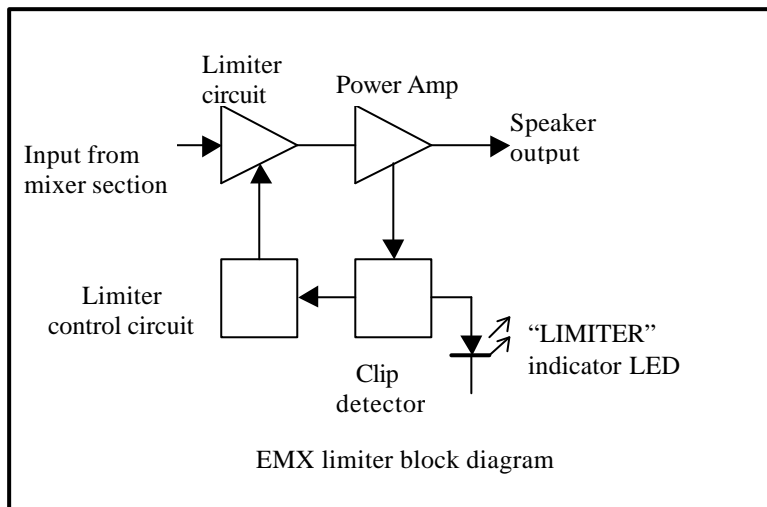 Limiter
circuit
Power Amp
Speaker
output
Input from
mixer section
Limiter
control circuit
“LIMITER”
indicator LED
Clip
detector
EMX limiter block diagram